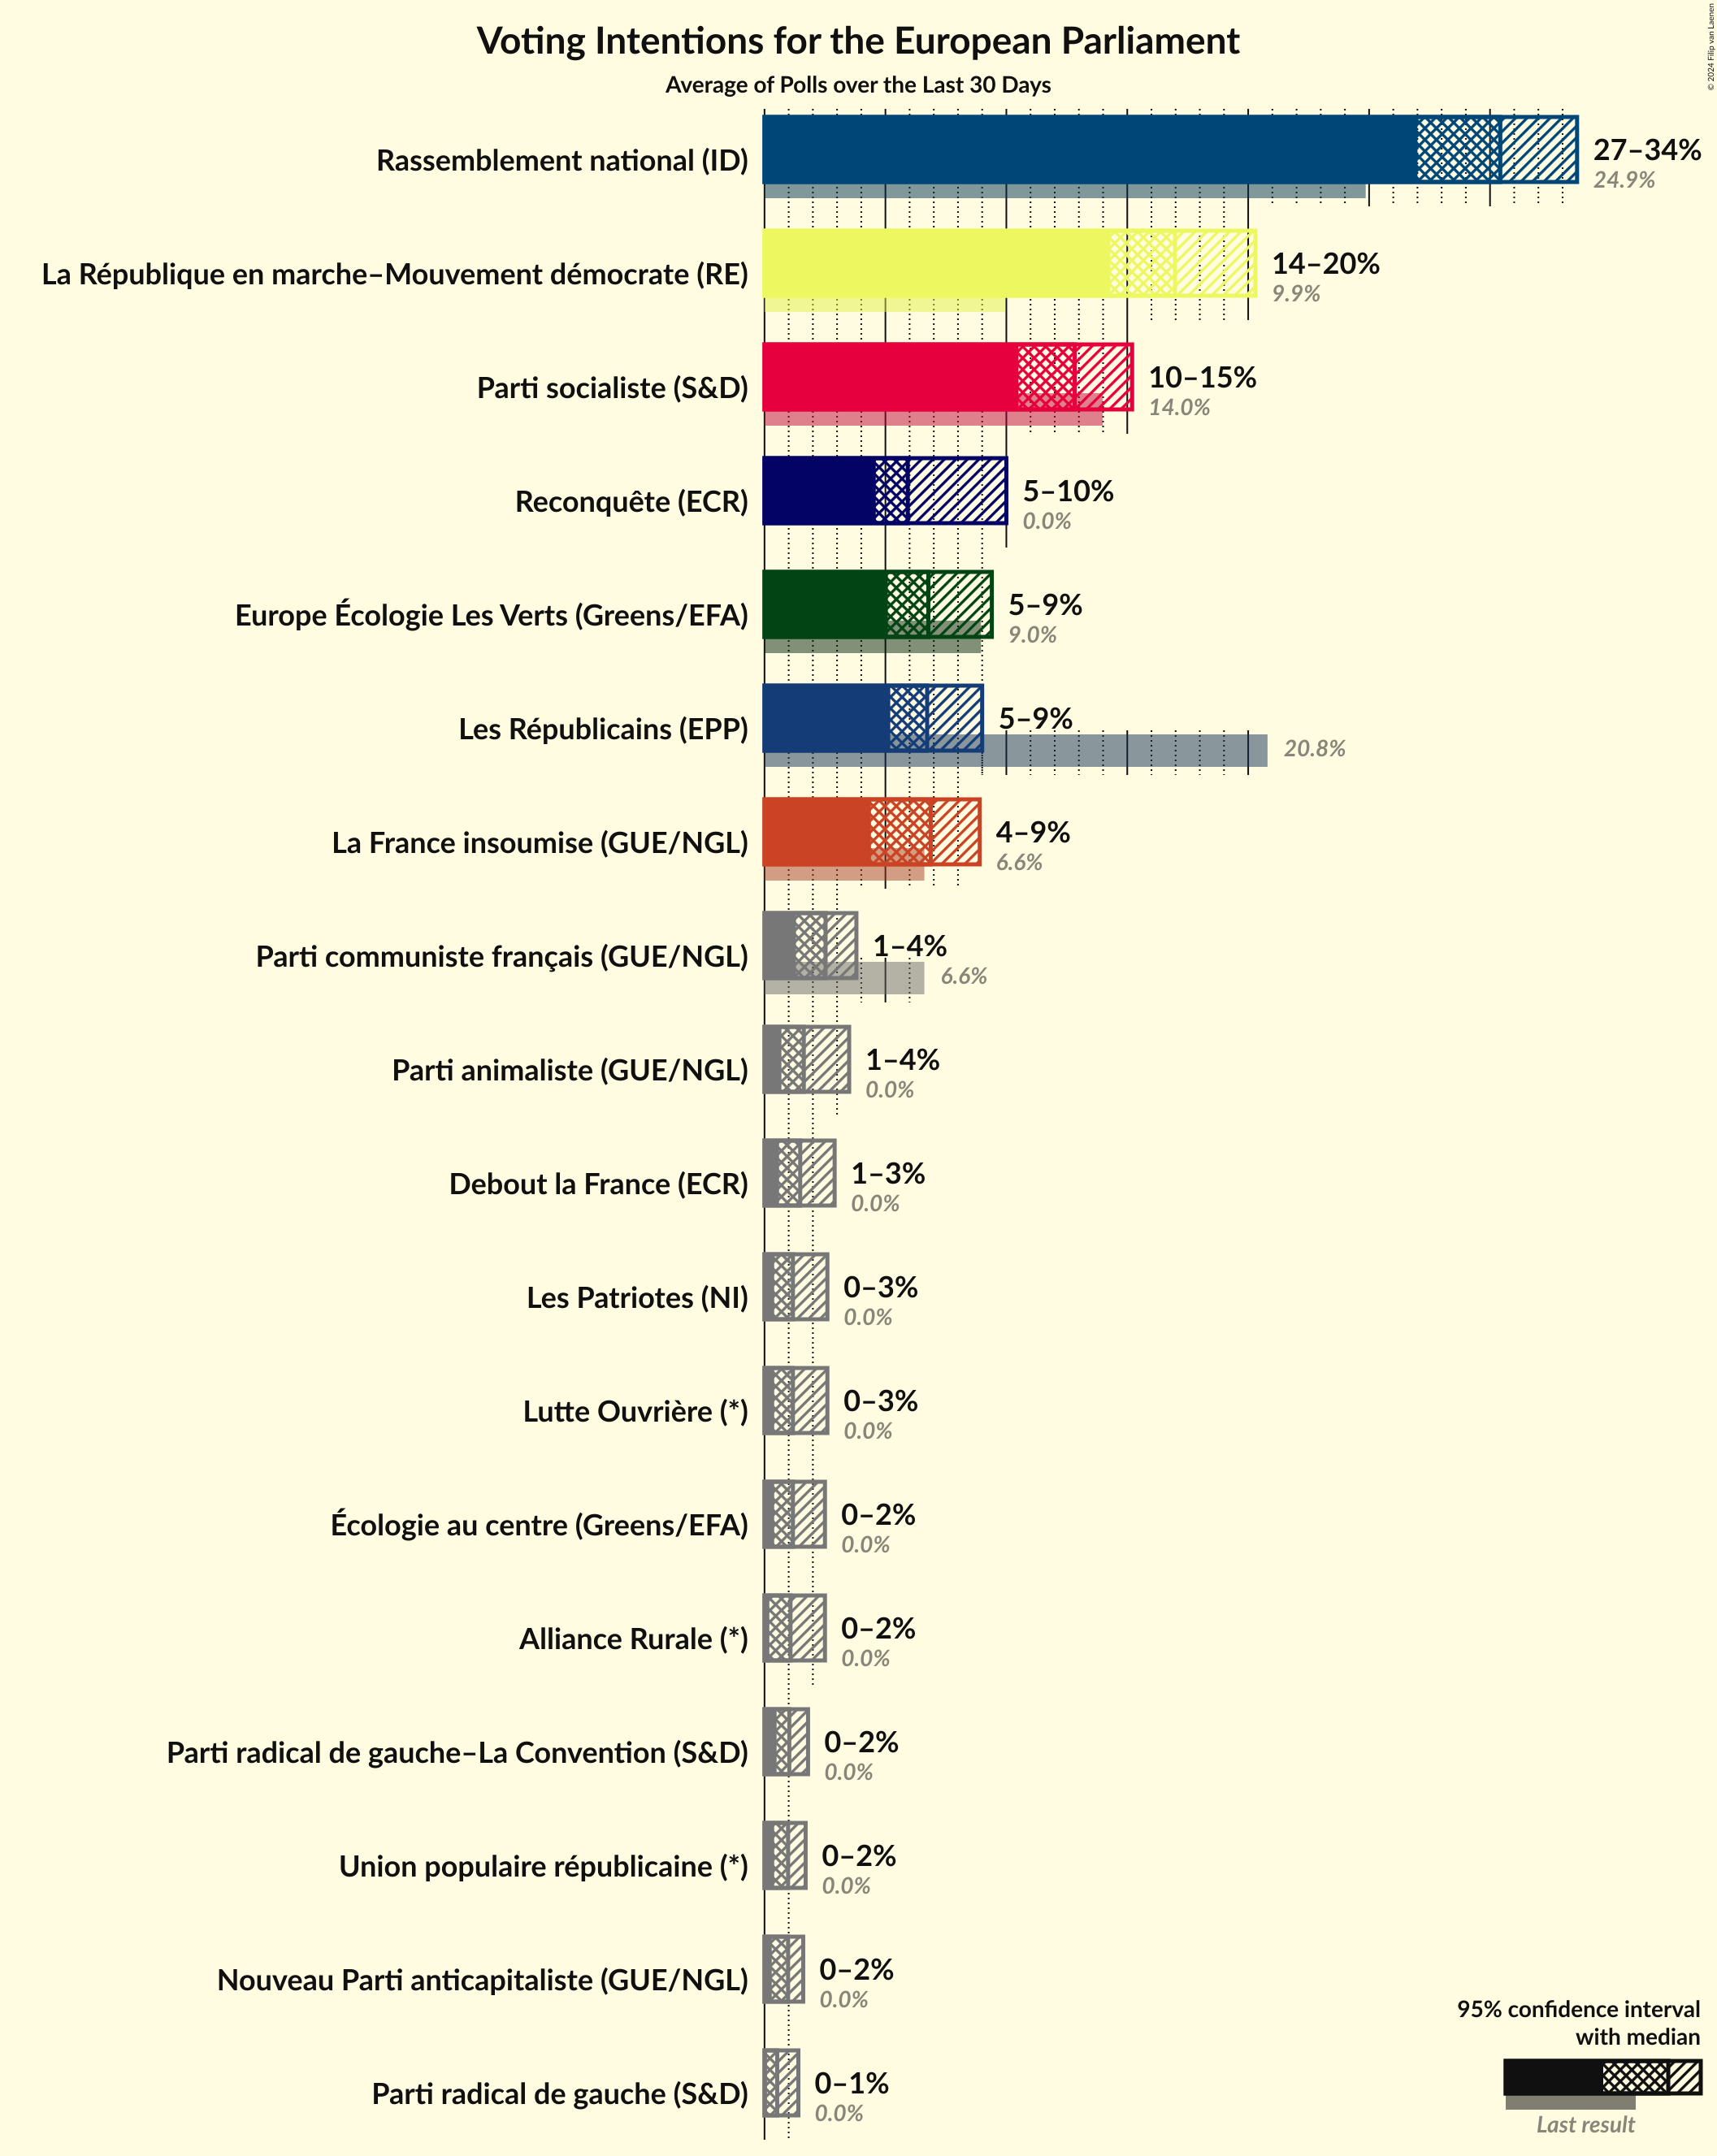 Voting Intentions for the European Parliament
Average of Polls over the Last 30 Days
© 2024 Filip van Laenen
Rassemblement national (ID)
27–34%
24.9%
La République en marche–Mouvement démocrate (RE)
14–20%
9.9%
Parti socialiste (S&D)
10–15%
14.0%
Reconquête (ECR)
5–10%
0.0%
Europe Écologie Les Verts (Greens/EFA)
5–9%
9.0%
Les Républicains (EPP)
5–9%
20.8%
La France insoumise (GUE/NGL)
4–9%
6.6%
Parti communiste français (GUE/NGL)
1–4%
6.6%
Parti animaliste (GUE/NGL)
1–4%
0.0%
Debout la France (ECR)
1–3%
0.0%
Les Patriotes (NI)
0–3%
0.0%
Lutte Ouvrière (*)
0–3%
0.0%
Écologie au centre (Greens/EFA)
0–2%
0.0%
Alliance Rurale (*)
0–2%
0.0%
Parti radical de gauche–La Convention (S&D)
0–2%
0.0%
Union populaire républicaine (*)
0–2%
0.0%
Nouveau Parti anticapitaliste (GUE/NGL)
0–2%
0.0%
Parti radical de gauche (S&D)
0–1%
0.0%
95% confidence interval
with median
Last result